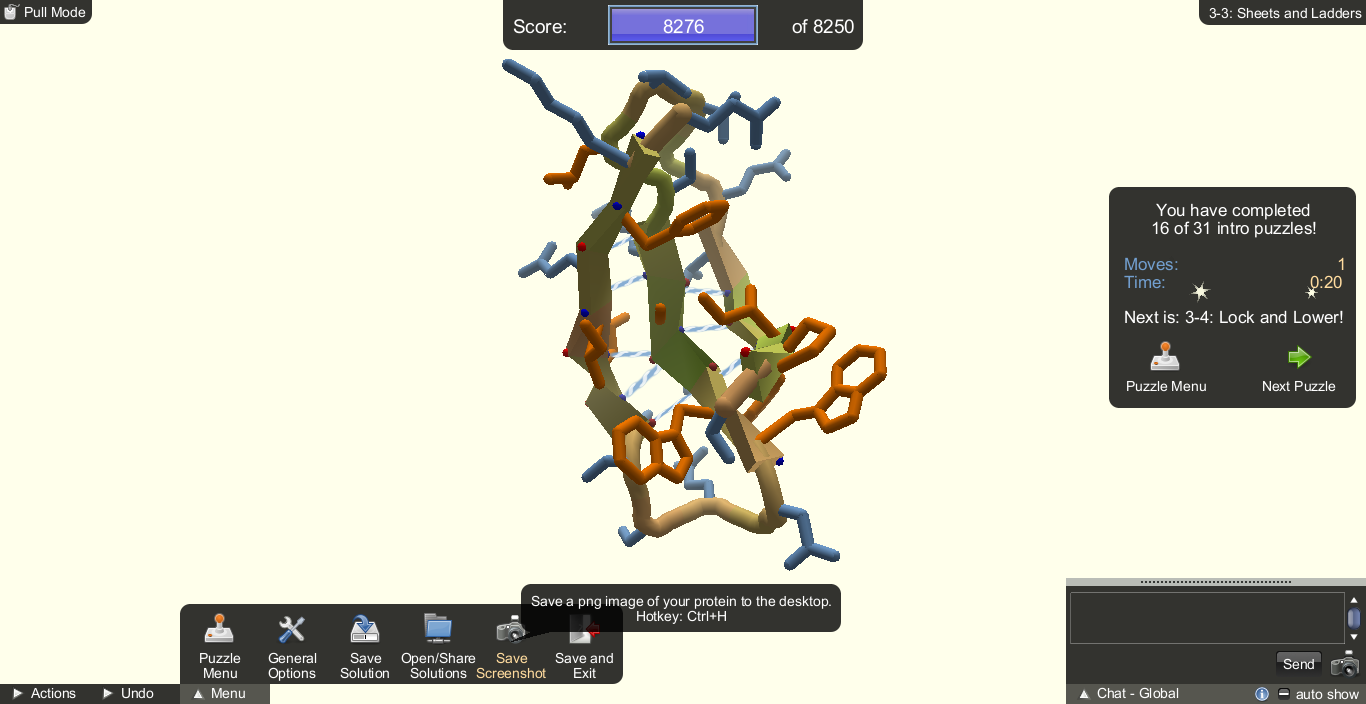 Pull Mode
Score: 8276 of 8250
3-3: Sheets and Ladders
You have completed
16 of 31 intro puzzles!
Moves: 1
Time: 0:20
Next is: 3-4: Lock and Lower!
Puzzle Menu
Next Puzzle
Save a png image of your protein to the desktop.
Hotkey: Ctrl+H
Puzzle
Menu
General
Options
Save
Solution
Open/Share
Solutions
Save
Screenshot
Save and
Exit
Send
Actions
Undo
Menu
Chat - Global
auto show